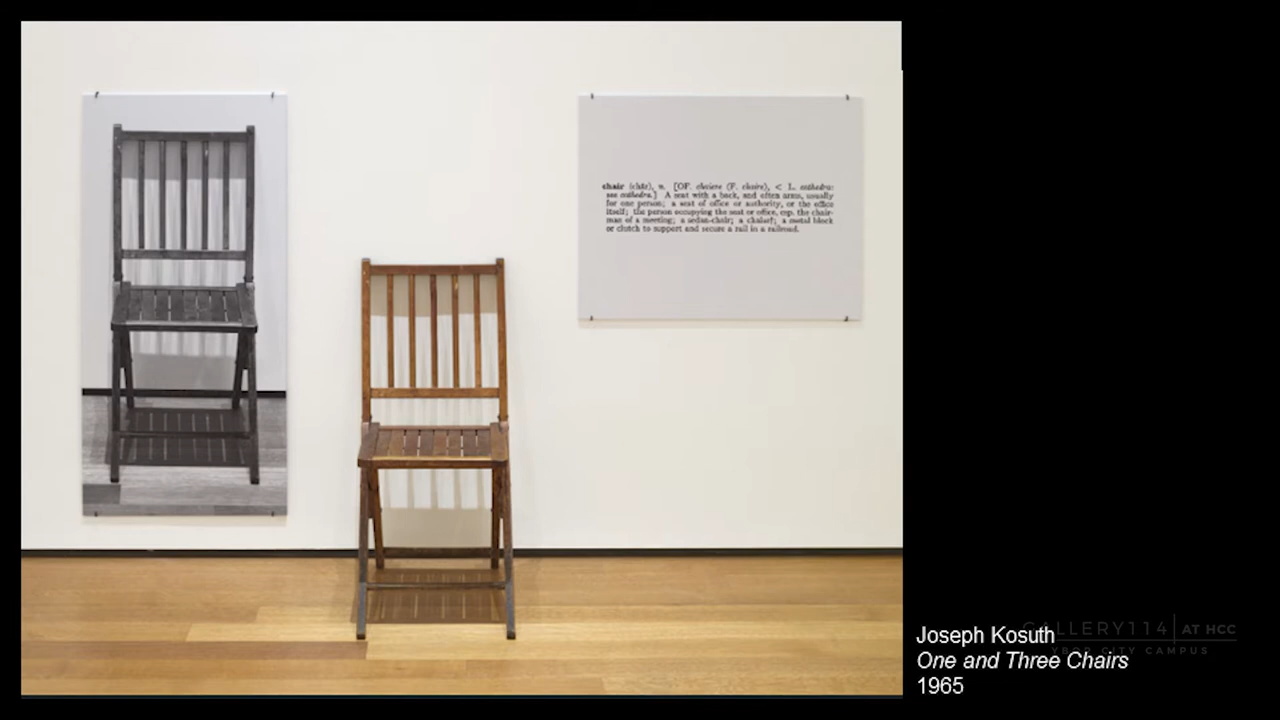 chair (chãr), n. [OF. chaiere (F. chaire), < L. cathedra:
see cathedra.] A seat with a back, and often arms, usually
for one person; a seat of office or authority, or the office
itself; the person occupying the seat or office, esp. the chair-
man of a meeting; a sedan-chair; a chaise†; a metal block
or clutch to support and secure a rail in a railroad.
Joseph Kosuth
One and Three Chairs
1965
GALLERY114 AT HCC
YBOR CITY CAMPUS